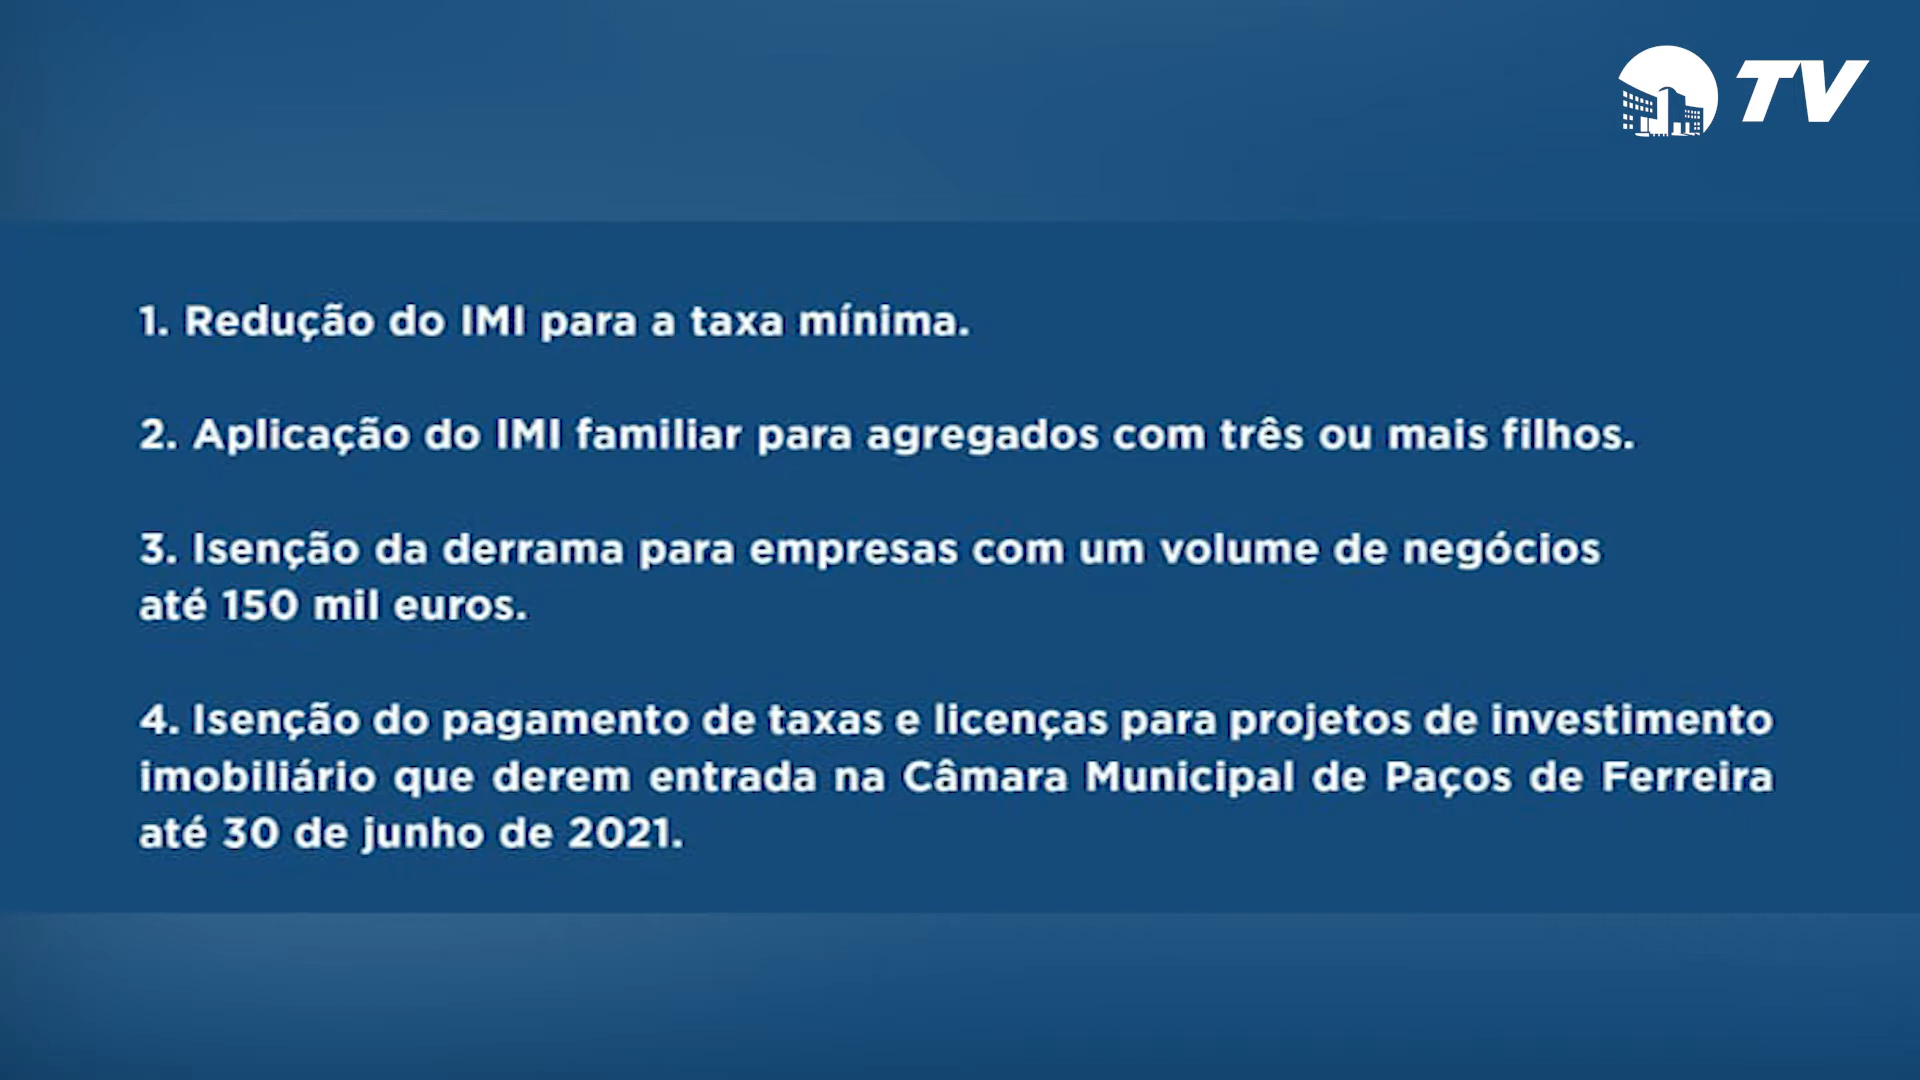 TV
1. Redução do IMI para a taxa mínima.
2. Aplicação do IMI familiar para agregados com três ou mais filhos.
3. Isenção da derrama para empresas com um volume de negócios
até 150 mil euros.
4. Isenção do pagamento de taxas e licenças para projetos de investimento
imobiliário que derem entrada na Câmara Municipal de Paços de Ferreira
até 30 de junho de 2021.